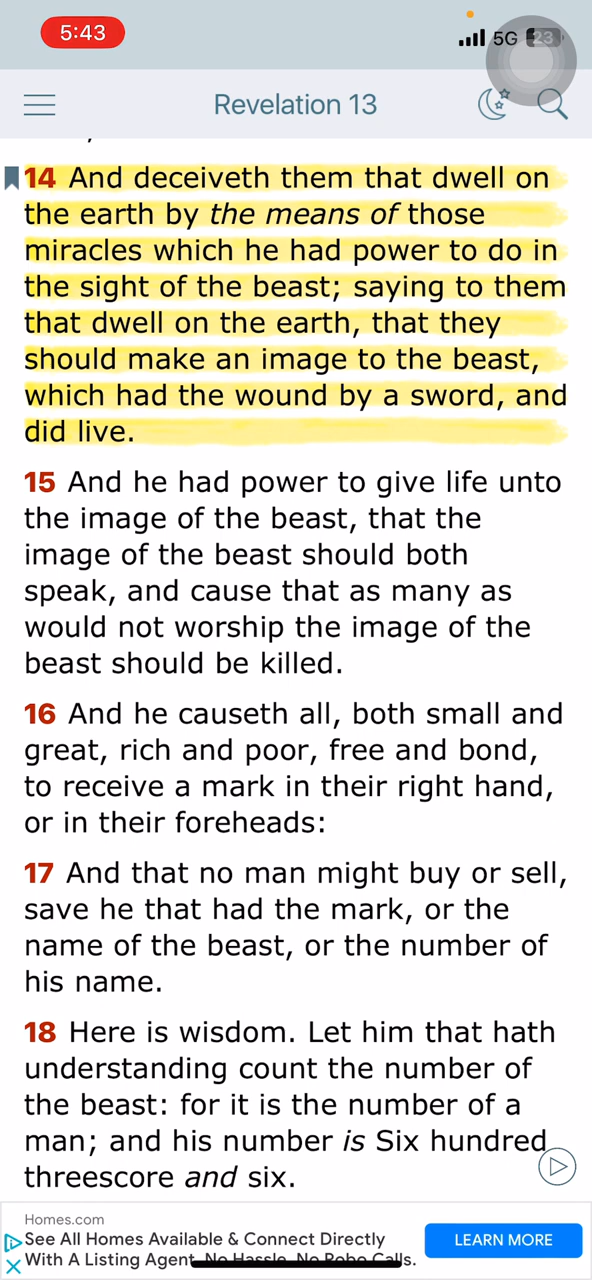 5:43
5G
23
Revelation 13
14 And deceiveth them that dwell on
the earth by the means of those
miracles which he had power to do in
the sight of the beast; saying to them
that dwell on the earth, that they
should make an image to the beast,
which had the wound by a sword, and
did live.
15 And he had power to give life unto
the image of the beast, that the
image of the beast should both
speak, and cause that as many as
would not worship the image of the
beast should be killed.
16 And he causeth all, both small and
great, rich and poor, free and bond,
to receive a mark in their right hand,
or in their foreheads:
17 And that no man might buy or sell,
save he that had the mark, or the
name of the beast, or the number of
his name.
18 Here is wisdom. Let him that hath
understanding count the number of
the beast: for it is the number of a
man; and his number is Six hundred
threescore and six.
Homes.com
See All Homes Available & Connect Directly
With A Listing Agent. No Hassle. No Robo Calls.
LEARN MORE